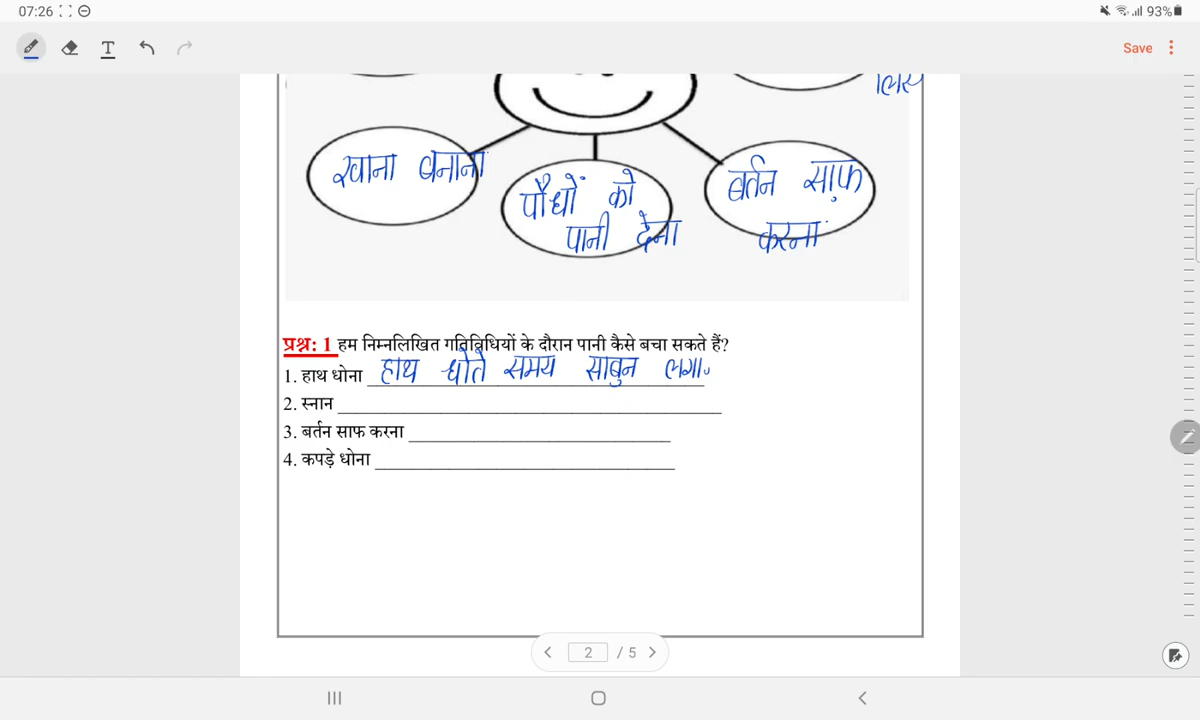 07:26
93%
Save
लिए
खाना बनाना
पौधों को
पानी देना
बर्तन साफ़
करना
प्रश्न: 1 हम निम्नलिखित गतिविधियों के दौरान पानी कैसे बचा सकते हैं?
1. हाथ धोना हाथ धोते समय साबुन लगा
2. स्नान
3. बर्तन साफ करना
4. कपड़े धोना
2 / 5